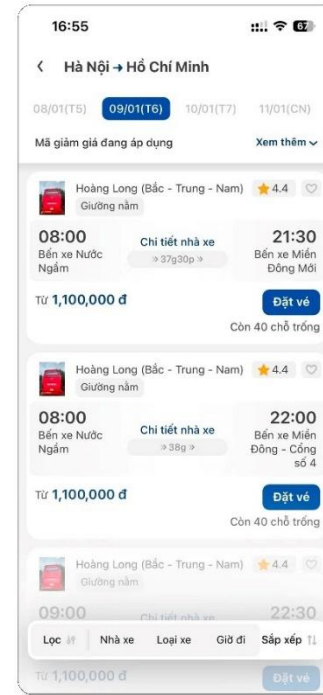 16:55
67
Hà Nội → Hồ Chí Minh
08/01(T5) 09/01(T6) 10/01(T7) 11/01(CN)
Mã giảm giá đang áp dụng Xem thêm
Hoàng Long (Bắc - Trung - Nam) 4.4
Giường nằm
08:00 Chi tiết nhà xe 21:30
Bến xe Nước 37g30p Bến xe Miền
Ngầm Đông Mới
Từ 1,100,000 đ Đặt vé
Còn 40 chỗ trống
Hoàng Long (Bắc - Trung - Nam) 4.4
Giường nằm
08:00 Chi tiết nhà xe 22:00
Bến xe Nước 38g Bến xe Miền
Ngầm Đông - Cổng
số 4
Từ 1,100,000 đ Đặt vé
Còn 40 chỗ trống
Hoàng Long (Bắc - Trung - Nam) 4.4
Giường nằm
09:00 Chi tiết nhà xe 22:30
Lọc Nhà xe Loại xe Giờ đi Sắp xếp
Từ 1,100,000 đ Đặt vé